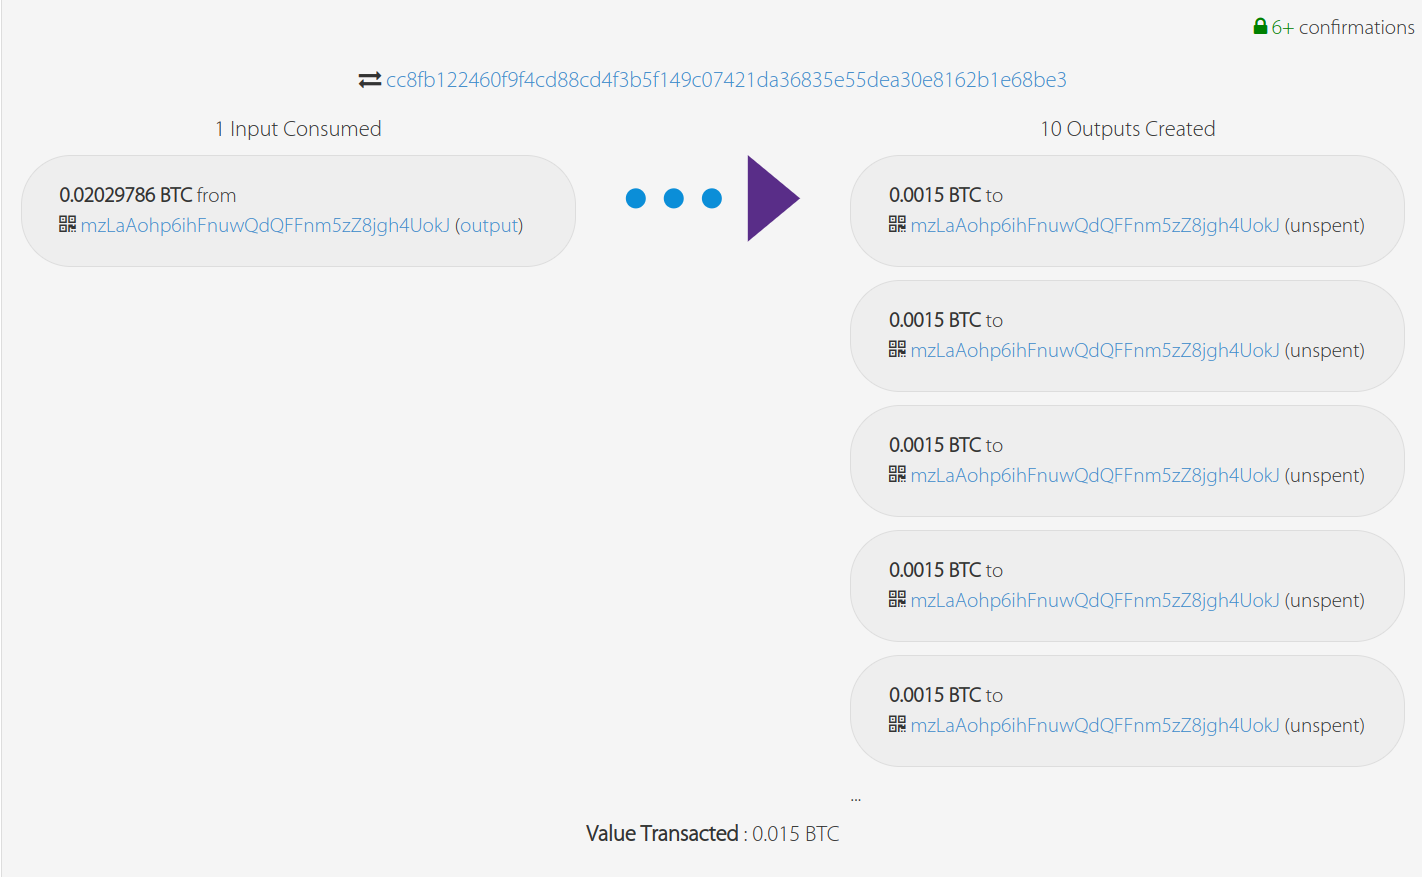 6+ confirmations
cc8fb122460f9f4cd88cd4f3b5f149c07421da36835e55dea30e8162b1e68be3
1 Input Consumed
0.02029786 BTC from
mzLaAohp6ihFnuwQdQFFnm5zZ8jgh4UokJ (output)
10 Outputs Created
0.0015 BTC to
mzLaAohp6ihFnuwQdQFFnm5zZ8jgh4UokJ (unspent)
0.0015 BTC to
mzLaAohp6ihFnuwQdQFFnm5zZ8jgh4UokJ (unspent)
0.0015 BTC to
mzLaAohp6ihFnuwQdQFFnm5zZ8jgh4UokJ (unspent)
0.0015 BTC to
mzLaAohp6ihFnuwQdQFFnm5zZ8jgh4UokJ (unspent)
0.0015 BTC to
mzLaAohp6ihFnuwQdQFFnm5zZ8jgh4UokJ (unspent)
...
Value Transacted : 0.015 BTC